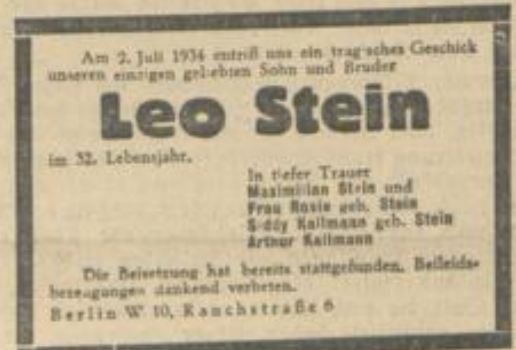 Am 2. Juli 1934 entriß uns ein tragisches Geschick
unseren einzigen geliebten Sohn und Bruder
Leo Stein
im 32. Lebensjahr.
In tiefer Trauer
Maximilian Stein und
Frau Rosie geb. Stein
Siddy Kallmann geb. Stein
Arthur Kallmann
Die Beisetzung hat bereits stattgefunden. Beileids-
bezeugungen dankend verbeten.
Berlin W 10, Rauchstraße 6